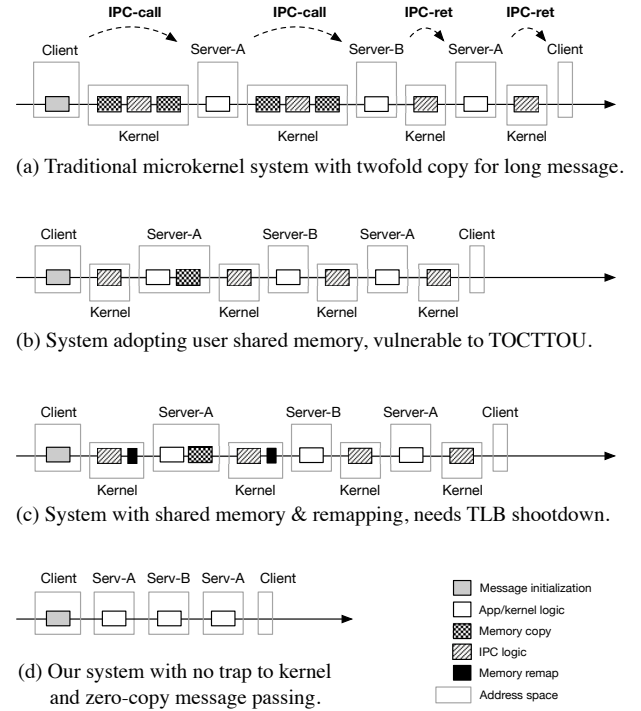 IPC-call IPC-call IPC-ret IPC-ret
Client Server-A Server-B Server-A Client
Kernel Kernel Kernel Kernel
(a) Traditional microkernel system with twofold copy for long message.
Client Server-A Server-B Server-A Client
Kernel Kernel Kernel Kernel
(b) System adopting user shared memory, vulnerable to TOCTTOU.
Client Server-A Server-B Server-A Client
Kernel Kernel Kernel Kernel
(c) System with shared memory & remapping, needs TLB shootdown.
Client Serv-A Serv-B Serv-A Client
(d) Our system with no trap to kernel
and zero-copy message passing.
Message initialization
App/kernel logic
Memory copy
IPC logic
Memory remap
Address space